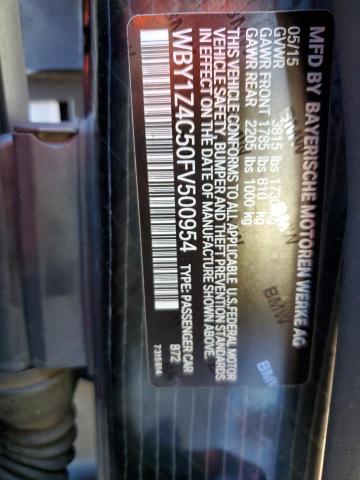 MFD BY BAYERISCHE MOTOREN WERKE AG
05/15
GVWR 3815 lbs 1730 kg
GAWR FRONT 1785 lbs 810 kg
GAWR REAR 2205 lbs 1000 kg
THIS VEHICLE CONFORMS TO ALL APPLICABLE U.S. FEDERAL MOTOR
VEHICLE SAFETY, BUMPER AND THEFT PREVENTION STANDARDS
IN EFFECT ON THE DATE OF MANUFACTURE SHOWN ABOVE.
WBY1Z4C50FV500954 TYPE: PASSENGER CAR
B72
BMW
BMW